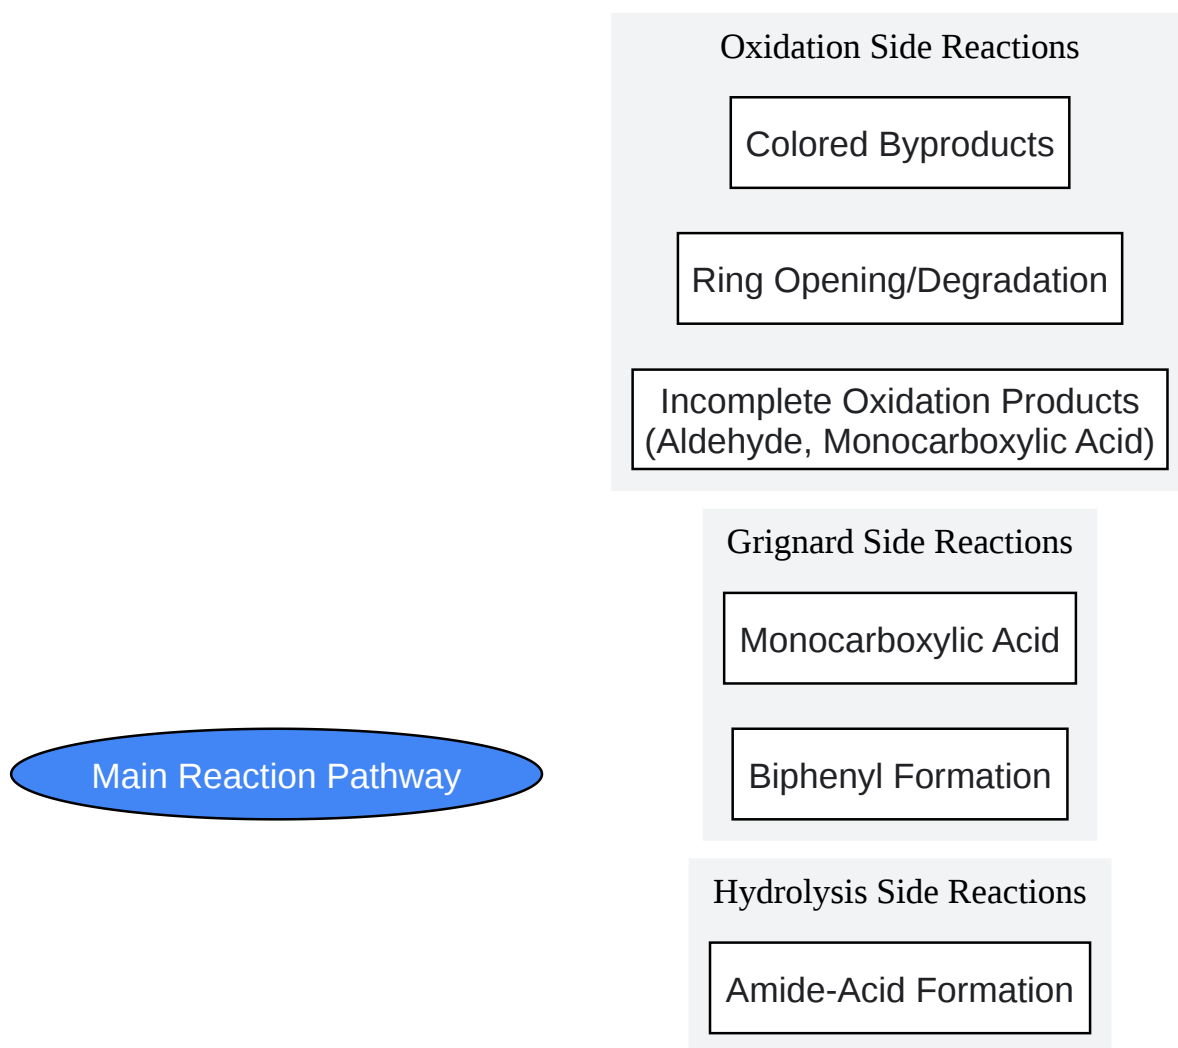 Oxidation Side Reactions
Colored Byproducts
Ring Opening/Degradation
Incomplete Oxidation Products
(Aldehyde, Monocarboxylic Acid)
Grignard Side Reactions
Monocarboxylic Acid
Main Reaction Pathway
Biphenyl Formation
Hydrolysis Side Reactions
Amide-Acid Formation